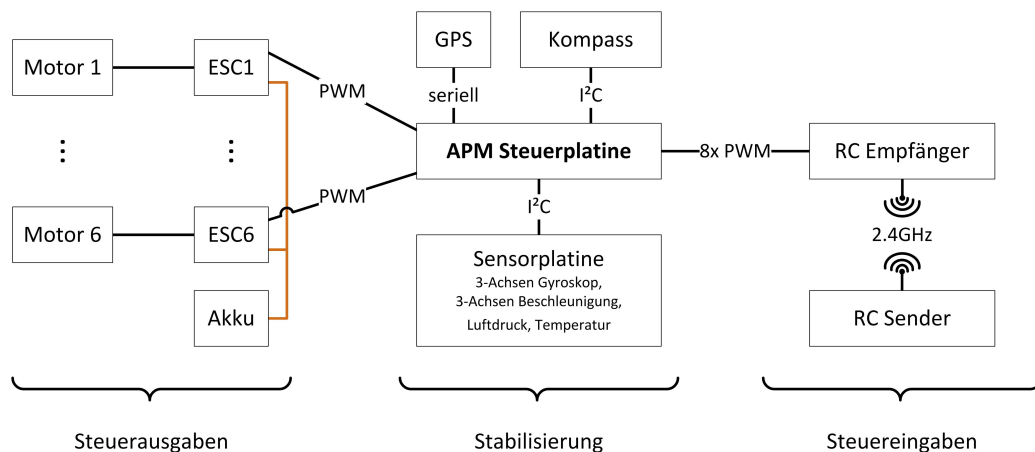 GPS
Kompass
Motor 1
ESC1
PWM
seriell
I²C
APM Steuerplatine
8x PWM
RC Empfänger
PWM
I²C
Motor 6
ESC6
2.4GHz
Sensorplatine
3-Achsen Gyroskop,
3-Achsen Beschleunigung,
Luftdruck, Temperatur
Akku
RC Sender
Steuerausgaben
Stabilisierung
Steuereingaben